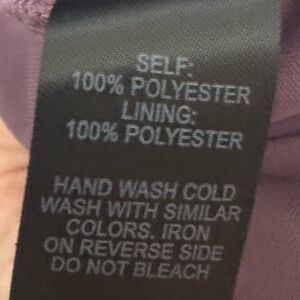 SELF:
100% POLYESTER
LINING:
100% POLYESTER
HAND WASH COLD
WASH WITH SIMILAR
COLORS. IRON
ON REVERSE SIDE
DO NOT BLEACH